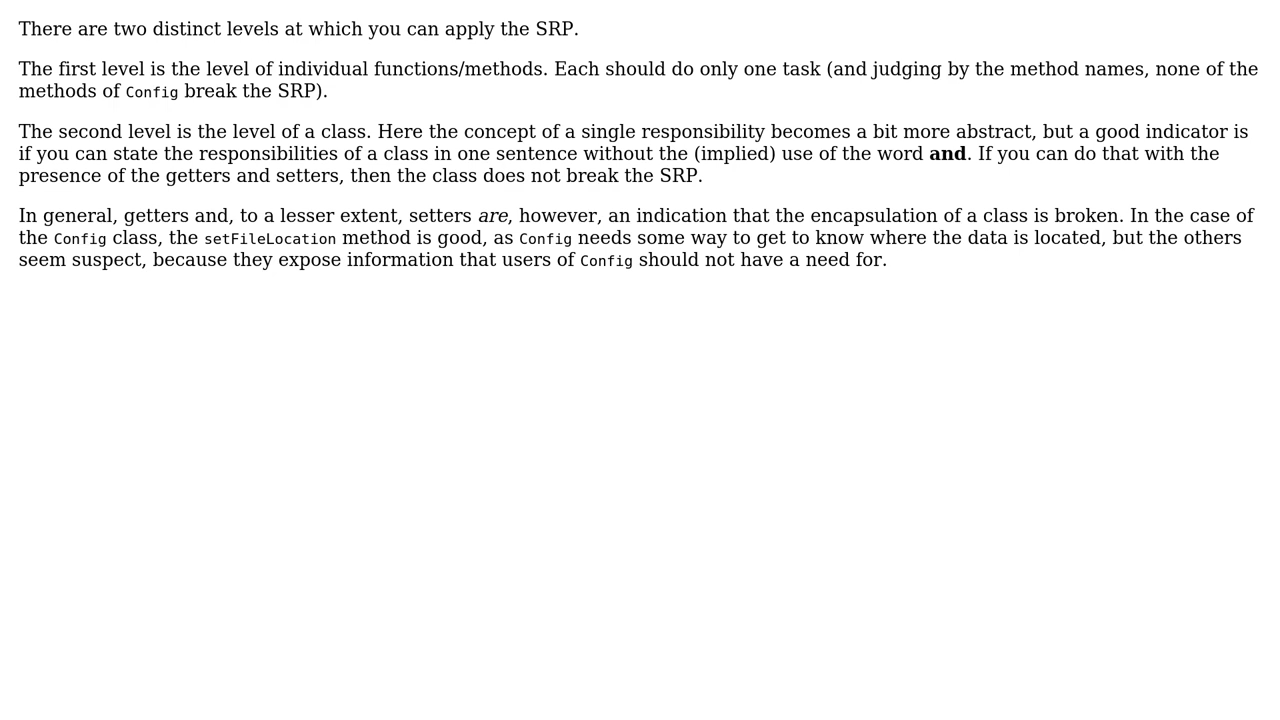 There are two distinct levels at which you can apply the SRP.
The first level is the level of individual functions/methods. Each should do only one task (and judging by the method names, none of the
methods of Config break the SRP).
The second level is the level of a class. Here the concept of a single responsibility becomes a bit more abstract, but a good indicator is
if you can state the responsibilities of a class in one sentence without the (implied) use of the word and. If you can do that with the
presence of the getters and setters, then the class does not break the SRP.
In general, getters and, to a lesser extent, setters are, however, an indication that the encapsulation of a class is broken. In the case of
the Config class, the setFileLocation method is good, as Config needs some way to get to know where the data is located, but the others
seem suspect, because they expose information that users of Config should not have a need for.